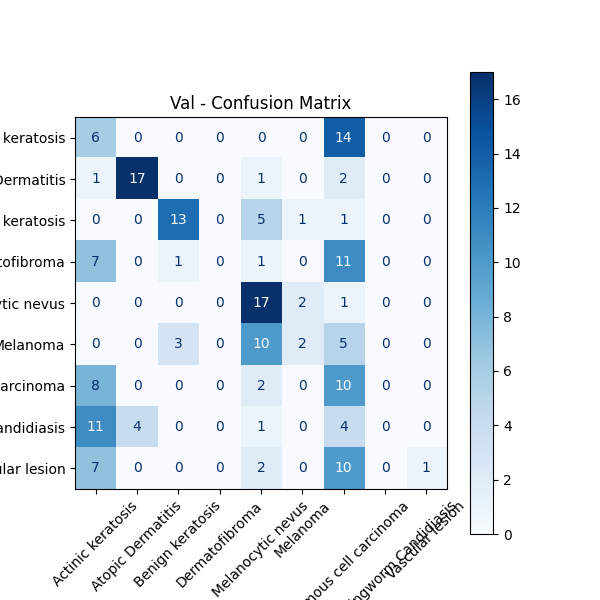 Val - Confusion Matrix
keratosis 6 0 0 0 0 0 14 0 0
Dermatitis 1 17 0 0 1 0 2 0 0
keratosis 0 0 13 0 5 1 1 0 0
tofibroma 7 0 1 0 1 0 11 0 0
ytic nevus 0 0 0 0 17 2 1 0 0
Melanoma 0 0 3 0 10 2 5 0 0
arcinoma 8 0 0 0 2 0 10 0 0
andidiasis 11 4 0 0 1 0 4 0 0
ular lesion 7 0 0 0 2 0 10 0 1
Actinic keratosis
Atopic Dermatitis
Benign keratosis
Dermatofibroma
Melanocytic nevus
Melanoma
mous cell carcinoma
ingworm Candidiasis
Vascular lesion
16
14
12
10
8
6
4
2
0